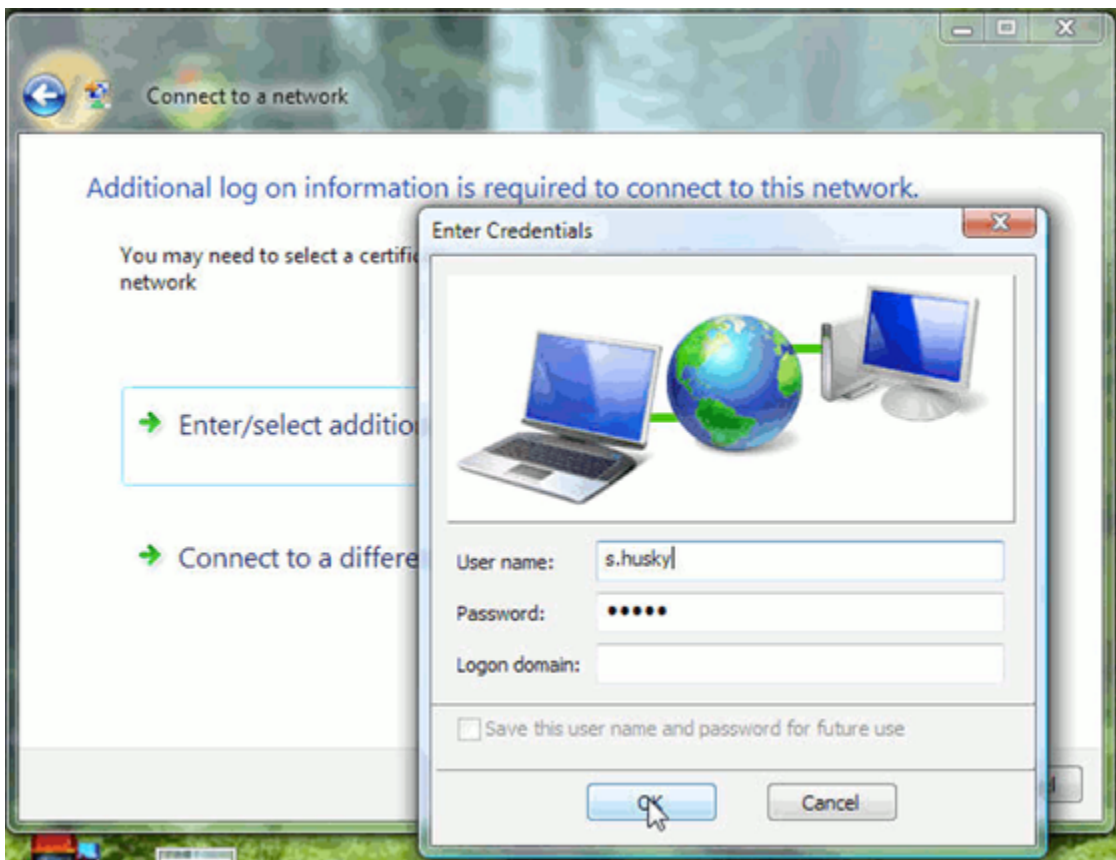 Connect to a network
Additional log on information is required to connect to this network.
You may need to select a certific
network
Enter/select additio
Connect to a differe
Enter Credentials
User name: s.husky
Password: •••••
Logon domain:
Save this user name and password for future use
OK Cancel